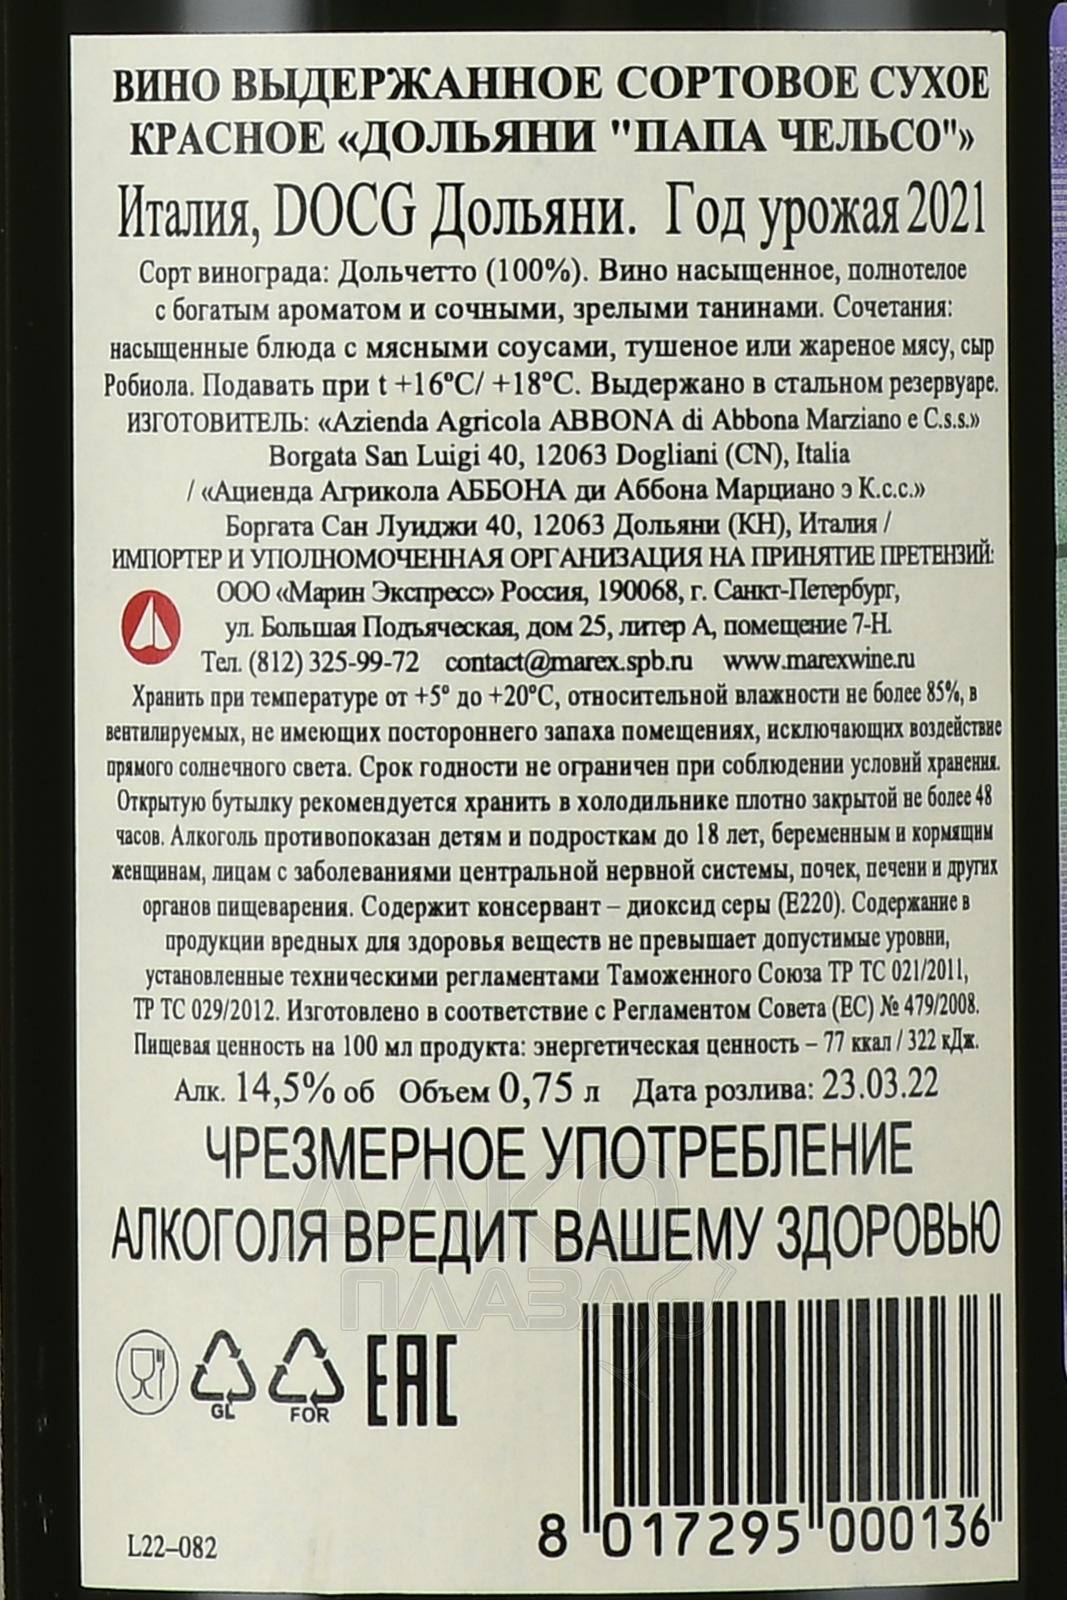 ВИНО ВЫДЕРЖАННОЕ СОРТОВОЕ СУХОЕ
КРАСНОЕ «ДОЛЬЯНИ "ПАПА ЧЕЛЬСО"»
Италия, DOCG Дольяни. Год урожая 2021
Сорт винограда: Дольчетто (100%). Вино насыщенное, полнотелое
с богатым ароматом и сочными, зрелыми танинами. Сочетания:
насыщенные блюда с мясными соусами, тушеное или жареное мясу, сыр
Робиола. Подавать при t +16ºС/ +18ºС. Выдержано в стальном резервуаре.
ИЗГОТОВИТЕЛЬ: «Azienda Agricola ABBONA di Abbona Marziano e C.s.s.»
Borgata San Luigi 40, 12063 Dogliani (CN), Italia
/ «Ациенда Агрикола АББОНА ди Аббона Марциано э К.с.с.»
Боргата Сан Луиджи 40, 12063 Дольяни (КН), Италия /
ИМПОРТЕР И УПОЛНОМОЧЕННАЯ ОРГАНИЗАЦИЯ НА ПРИНЯТИЕ ПРЕТЕНЗИЙ:
ООО «Марин Экспресс» Россия, 190068, г. Санкт-Петербург,
ул. Большая Подъяческая, дом 25, литер А, помещение 7-Н.
Тел. (812) 325-99-72 contact@marex.spb.ru www.marexwine.ru
Хранить при температуре от +5º до +20ºС, относительной влажности не более 85%, в
вентилируемых, не имеющих постороннего запаха помещениях, исключающих воздействие
прямого солнечного света. Срок годности не ограничен при соблюдении условий хранения.
Открытую бутылку рекомендуется хранить в холодильнике плотно закрытой не более 48
часов. Алкоголь противопоказан детям и подросткам до 18 лет, беременным и кормящим
женщинам, лицам с заболеваниями центральной нервной системы, почек, печени и других
органов пищеварения. Содержит консервант – диоксид серы (Е220). Содержание в
продукции вредных для здоровья веществ не превышает допустимые уровни,
установленные техническими регламентами Таможенного Союза ТР ТС 021/2011,
ТР ТС 029/2012. Изготовлено в соответствие с Регламентом Совета (ЕС) № 479/2008.
Пищевая ценность на 100 мл продукта: энергетическая ценность – 77 ккал / 322 кДж.
Алк. 14,5% об Объем 0,75 л Дата розлива: 23.03.22
ЧРЕЗМЕРНОЕ УПОТРЕБЛЕНИЕ
АЛКОГОЛЯ ВРЕДИТ ВАШЕМУ ЗДОРОВЬЮ
АЛКО
ПЛАЗА.ru
GL FOR EAC
8 017295 000136
L22–082